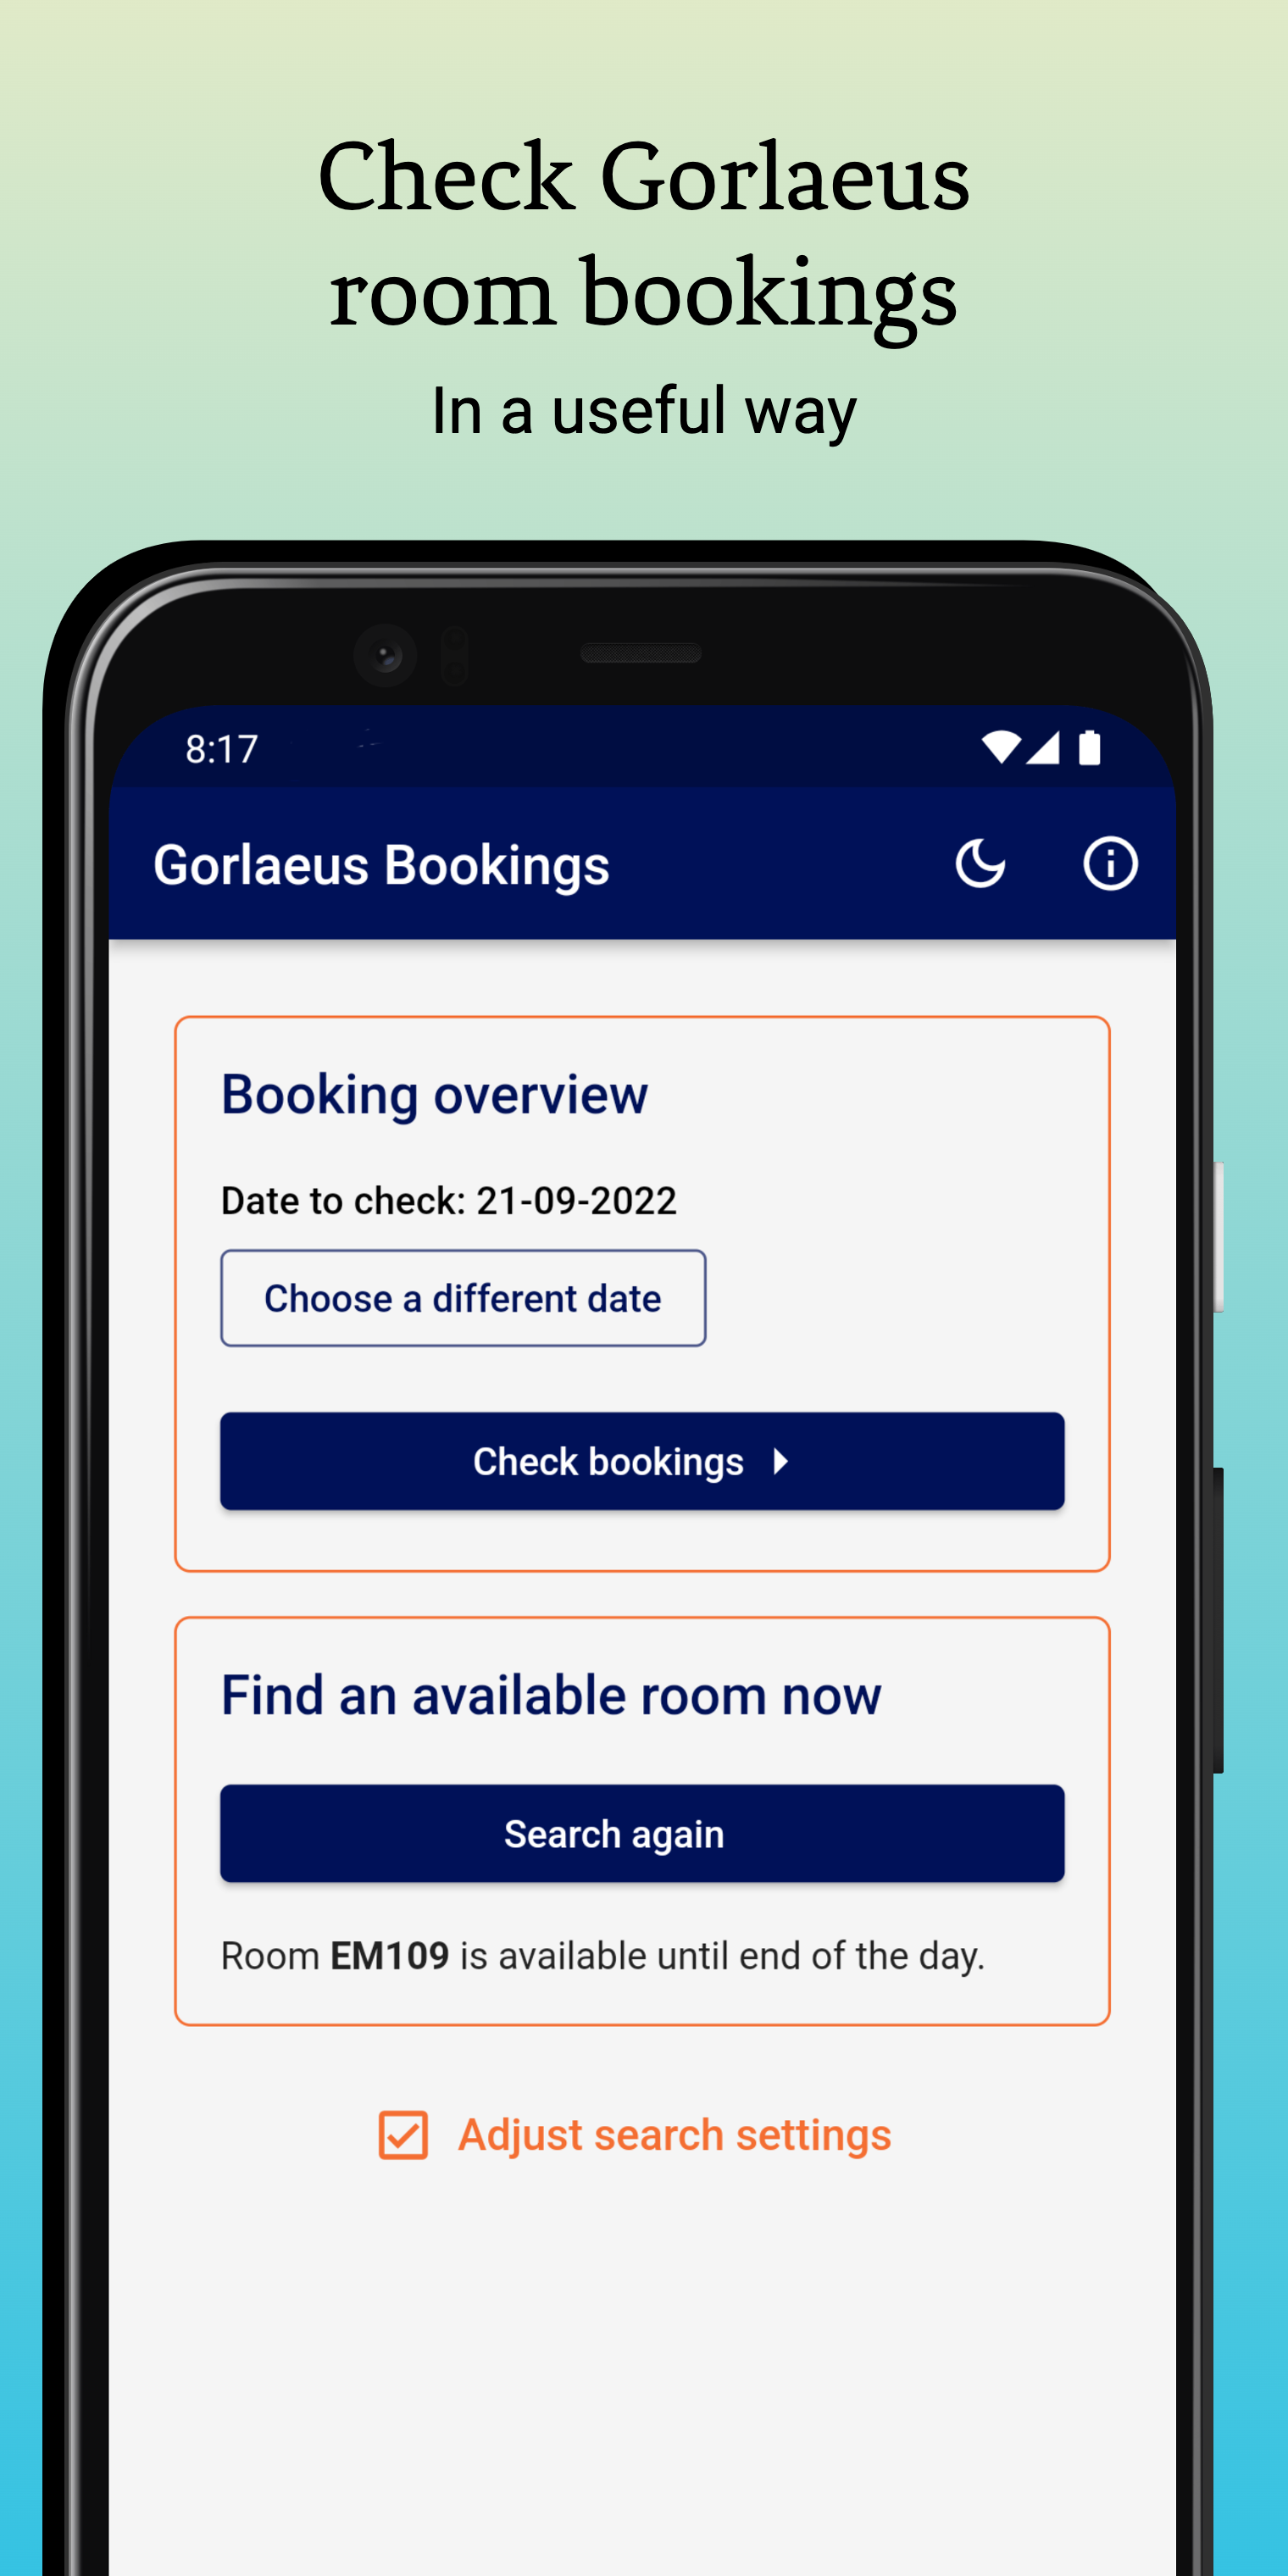 Check Gorlaeus
room bookings
In a useful way
8:17
Gorlaeus Bookings
Booking overview
Date to check: 21-09-2022
Choose a different date
Check bookings
Find an available room now
Search again
Room EM109 is available until end of the day.
Adjust search settings